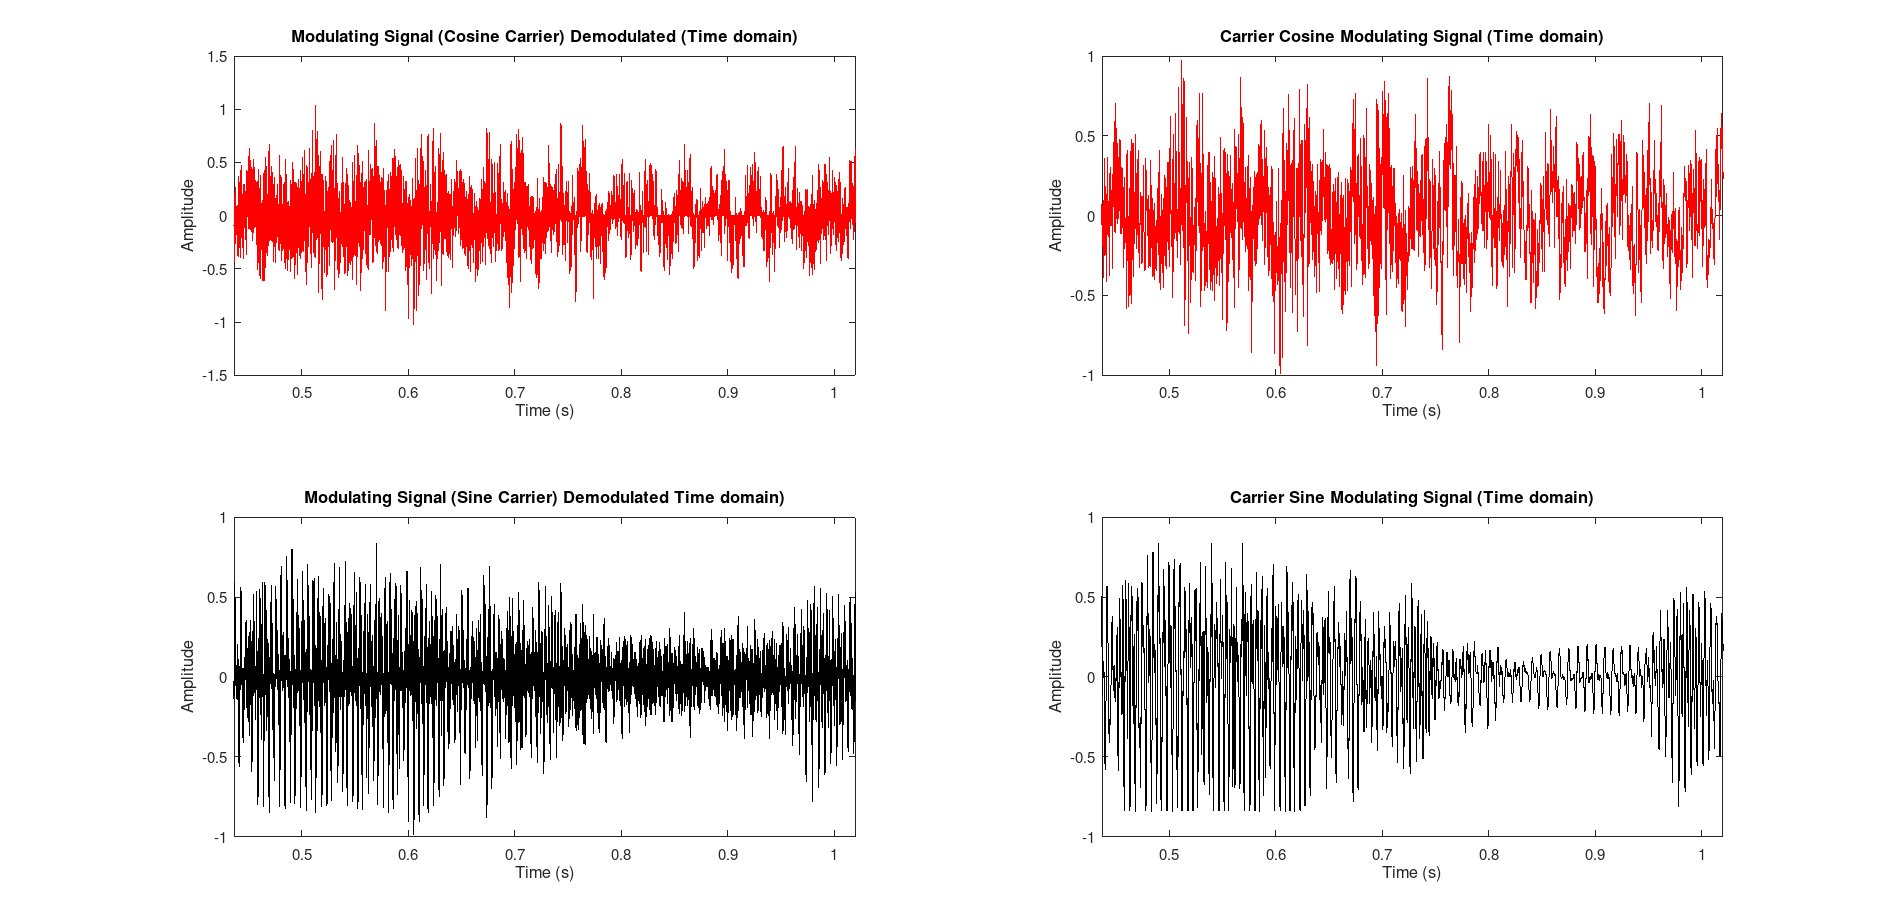 Modulating Signal (Cosine Carrier) Demodulated (Time domain)
1.5
1
0.5
0
-0.5
-1
-1.5
Amplitude
0.5 0.6 0.7 0.8 0.9 1
Time (s)
Carrier Cosine Modulating Signal (Time domain)
1
0.5
0
-0.5
-1
Amplitude
0.5 0.6 0.7 0.8 0.9 1
Time (s)
Modulating Signal (Sine Carrier) Demodulated Time domain)
1
0.5
0
-0.5
-1
Amplitude
0.5 0.6 0.7 0.8 0.9 1
Time (s)
Carrier Sine Modulating Signal (Time domain)
1
0.5
0
-0.5
-1
Amplitude
0.5 0.6 0.7 0.8 0.9 1
Time (s)